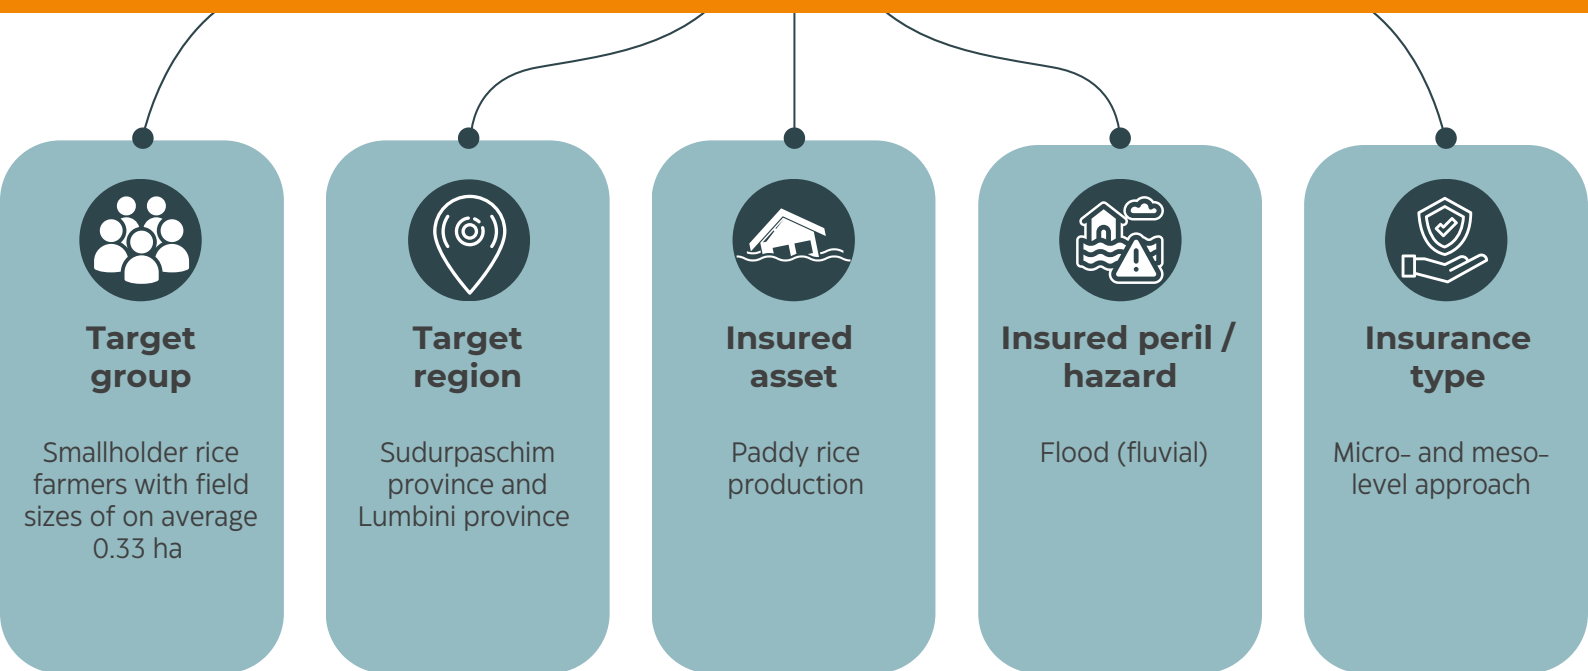 Target
group
Smallholder rice
farmers with field
sizes of on average
0.33 ha
Target
region
Sudurpaschim
province and
Lumbini province
Insured
asset
Paddy rice
production
Insured peril /
hazard
Flood (fluvial)
Insurance
type
Micro- and meso-
level approach